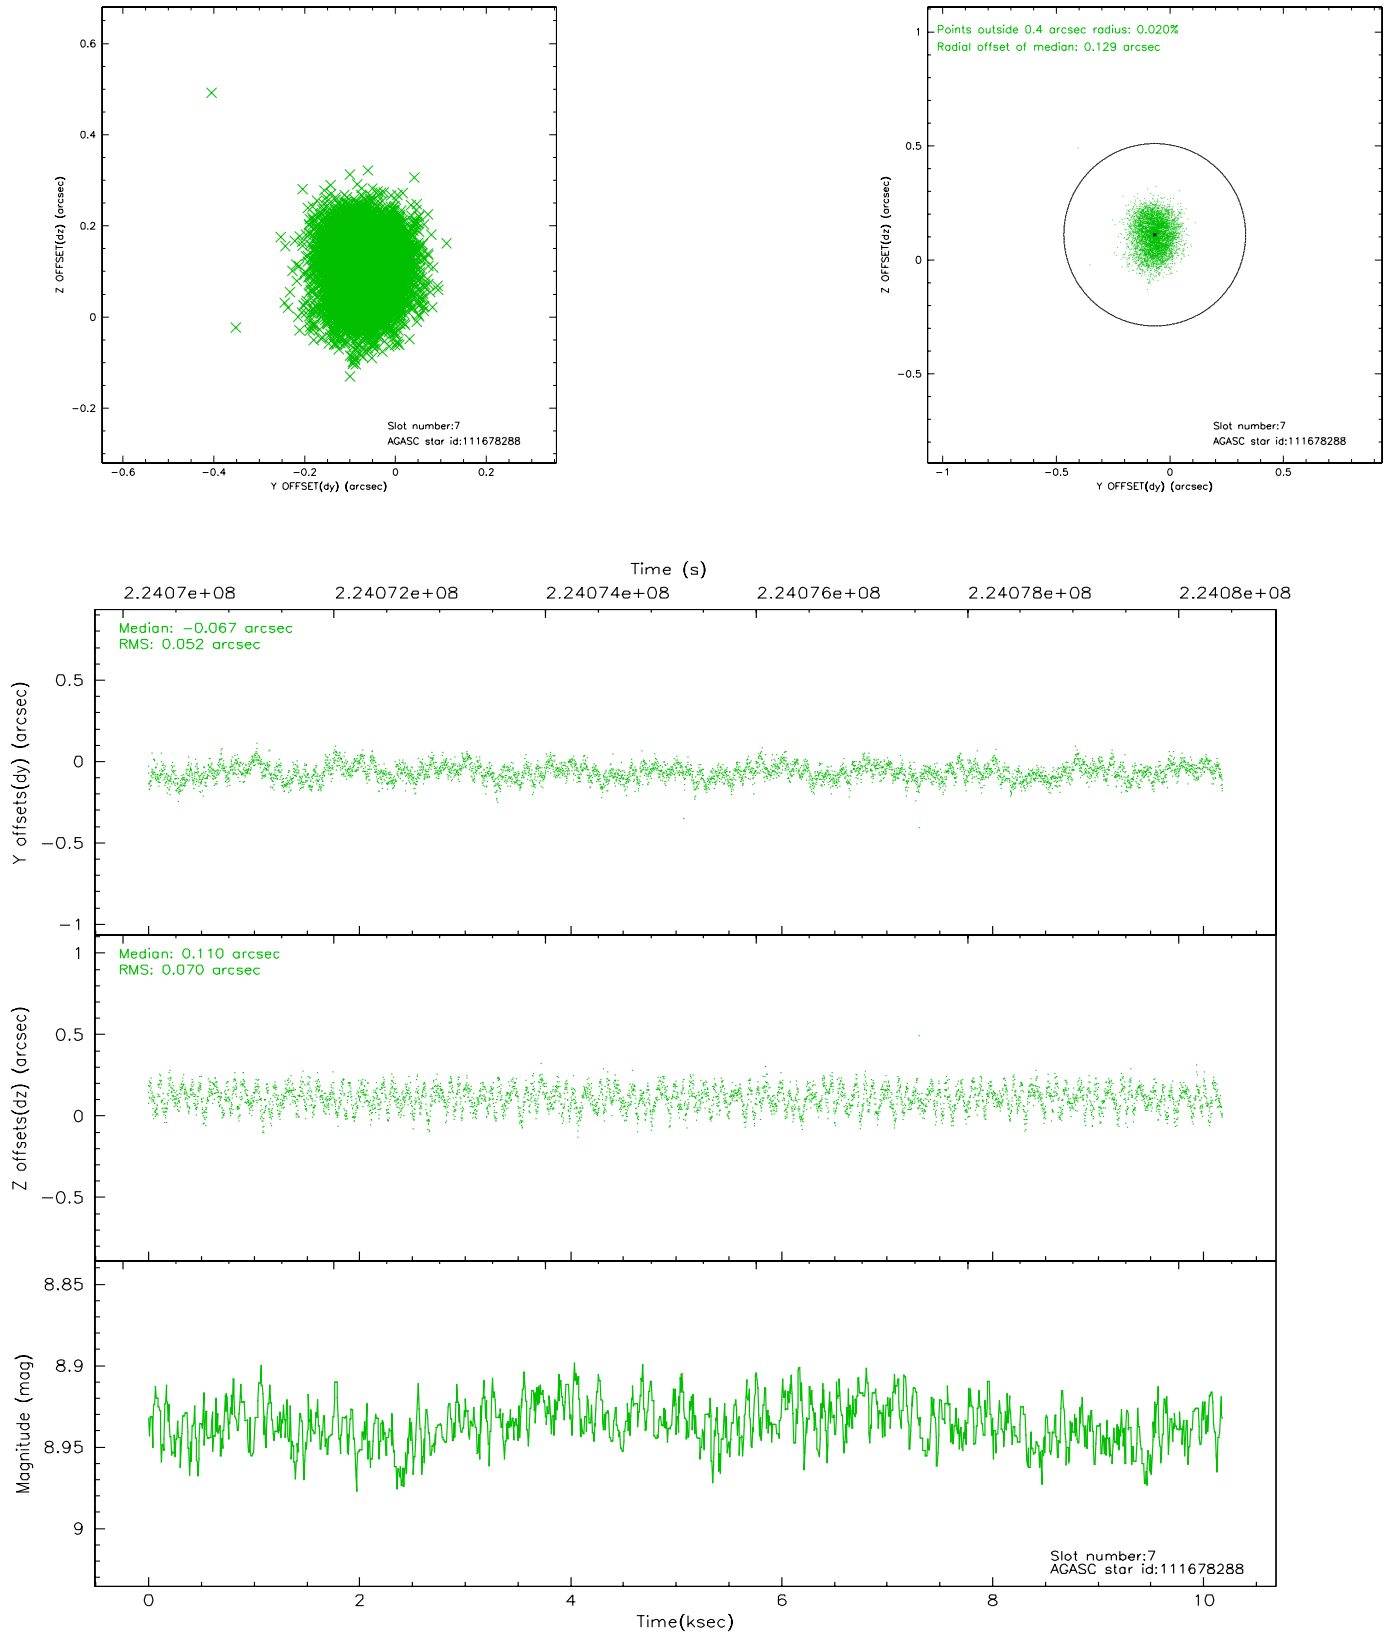 0.6
0.4
0.2
0
−0.2
Z OFFSET(dz) (arcsec)
Slot number:7
AGASC star id:111678288
−0.6 −0.4 −0.2 0 0.2
Y OFFSET(dy) (arcsec)
Points outside 0.4 arcsec radius: 0.020%
Radial offset of median: 0.129 arcsec
1
0.5
0
−0.5
Z OFFSET(dz) (arcsec)
Slot number:7
AGASC star id:111678288
−1 −0.5 0 0.5
Y OFFSET(dy) (arcsec)
Time (s)
2.2407e+08 2.24072e+08 2.24074e+08 2.24076e+08 2.24078e+08 2.2408e+08
Median: −0.067 arcsec
RMS: 0.052 arcsec
0.5
0
−0.5
−1
Y offsets(dy) (arcsec)
Median: 0.110 arcsec
RMS: 0.070 arcsec
1
0.5
0
−0.5
Z offsets(dz) (arcsec)
8.85
8.9
8.95
9
Magnitude (mag)
Slot number:7
AGASC star id:111678288
0 2 4 6 8 10
Time(ksec)